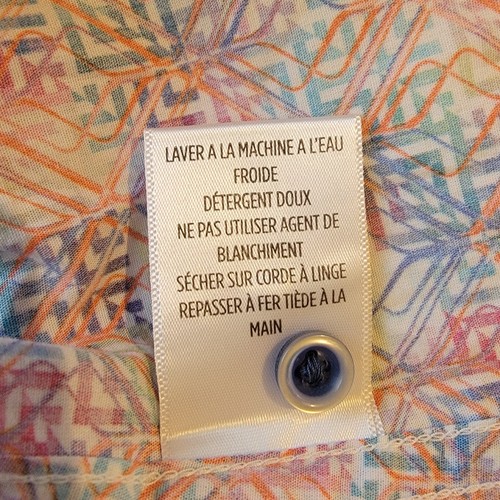 LAVER A LA MACHINE A L'EAU
FROIDE
DÉTERGENT DOUX
NE PAS UTILISER AGENT DE
BLANCHIMENT
SÉCHER SUR CORDE À LINGE
REPASSER À FER TIÈDE À LA
MAIN